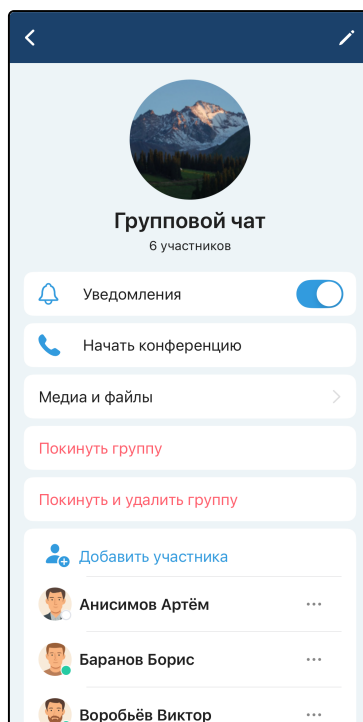 Групповой чат
6 участников
Уведомления
Начать конференцию
Медиа и файлы
Покинуть группу
Покинуть и удалить группу
Добавить участника
Анисимов Артём
Баранов Борис
Воробьёв Виктор